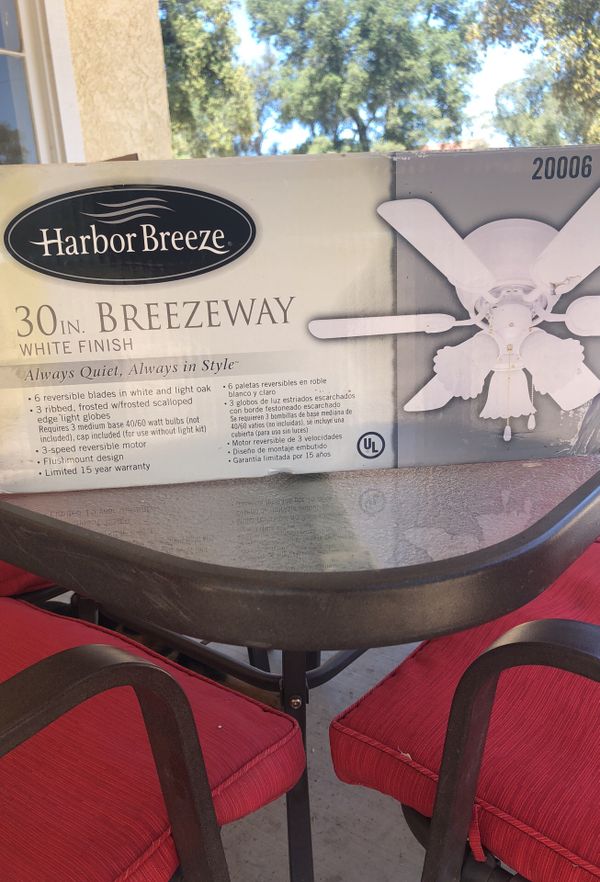 20006
Harbor Breeze
30IN. BREEZEWAY
WHITE FINISH
Always Quiet, Always in Style™
• 6 reversible blades in white and light oak
• 3 ribbed, frosted w/frosted scalloped
edge light globes
Requires 3 medium base 40/60 watt bulbs (not
included), cap included (for use without light kit)
• 3-speed reversible motor
• Flushmount design
• Limited 15 year warranty
• 6 paletas reversibles en roble
blanco y claro
• 3 globos de luz estriados escarchados
con borde festoneado escarchado
Se requieren 3 bombillas de base mediana de
40/60 vatios (no incluidas), se incluye una
cubierta (para uso sin luces)
• Motor reversible de 3 velocidades
• Diseño de montaje embutido
• Garantía limitada por 15 años
UL